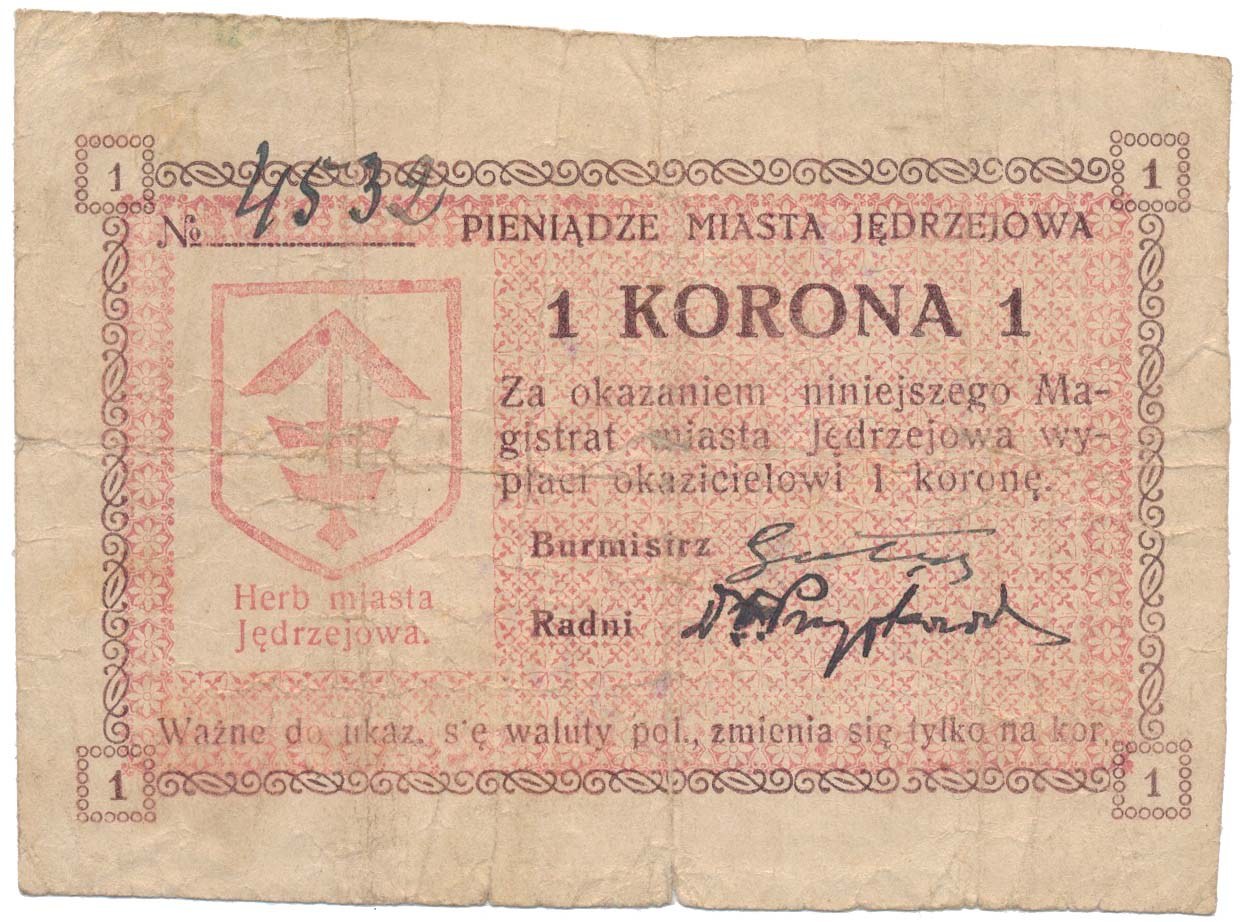 1
1
№ 4532
PIENIĄDZE MIASTA JĘDRZEJOWA
1 KORONA 1
Za okazaniem niniejszego Ma-
gistrat miasta Jędrzejowa wy-
płaci okazicielowi 1 koronę.
Burmistrz
Radni
Herb miasta
Jędrzejowa.
Ważne do ukaz. s'ę waluty pol., zmienia się tylko na kor.
1
1